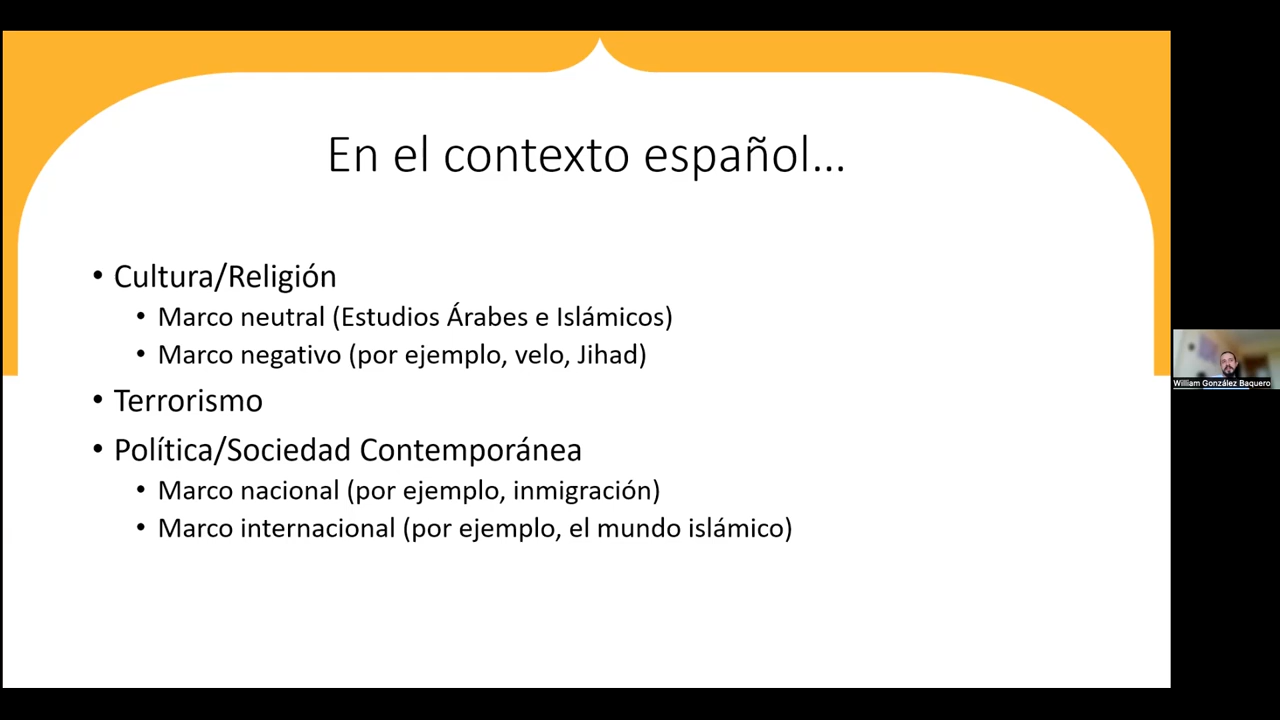 En el contexto español...
• Cultura/Religión
• Marco neutral (Estudios Árabes e Islámicos)
• Marco negativo (por ejemplo, velo, Jihad)
• Terrorismo
• Política/Sociedad Contemporánea
• Marco nacional (por ejemplo, inmigración)
• Marco internacional (por ejemplo, el mundo islámico)
William González Baquero